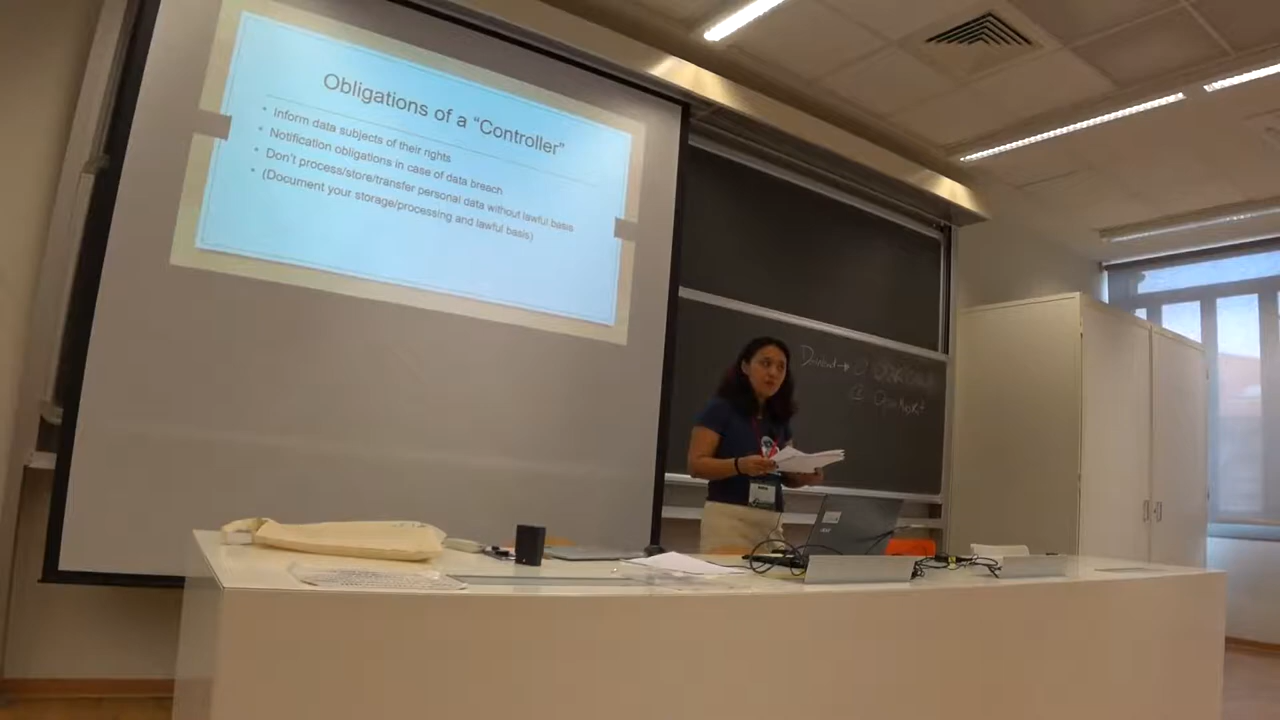 Obligations of a “Controller”
• Inform data subjects of their rights
• Notification obligations in case of data breach
• Don't process/store/transfer personal data without lawful basis
• (Document your storage/processing and lawful basis)